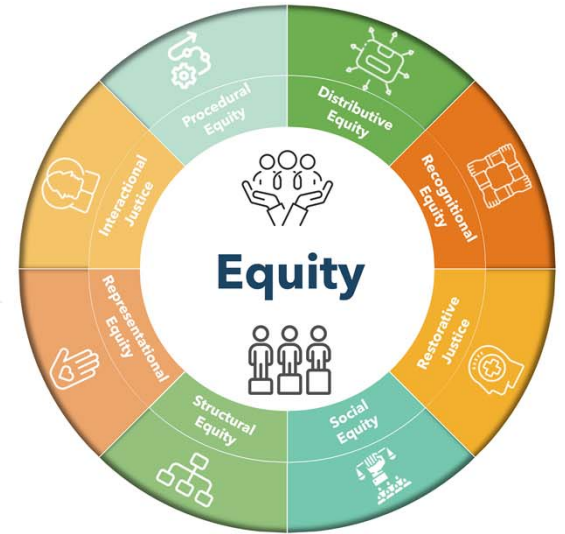 Procedural
Equity
Distributive
Equity
Recognitional
Equity
Restorative
Justice
Social
Equity
Structural
Equity
Representational
Equity
Interactional
Justice
Equity